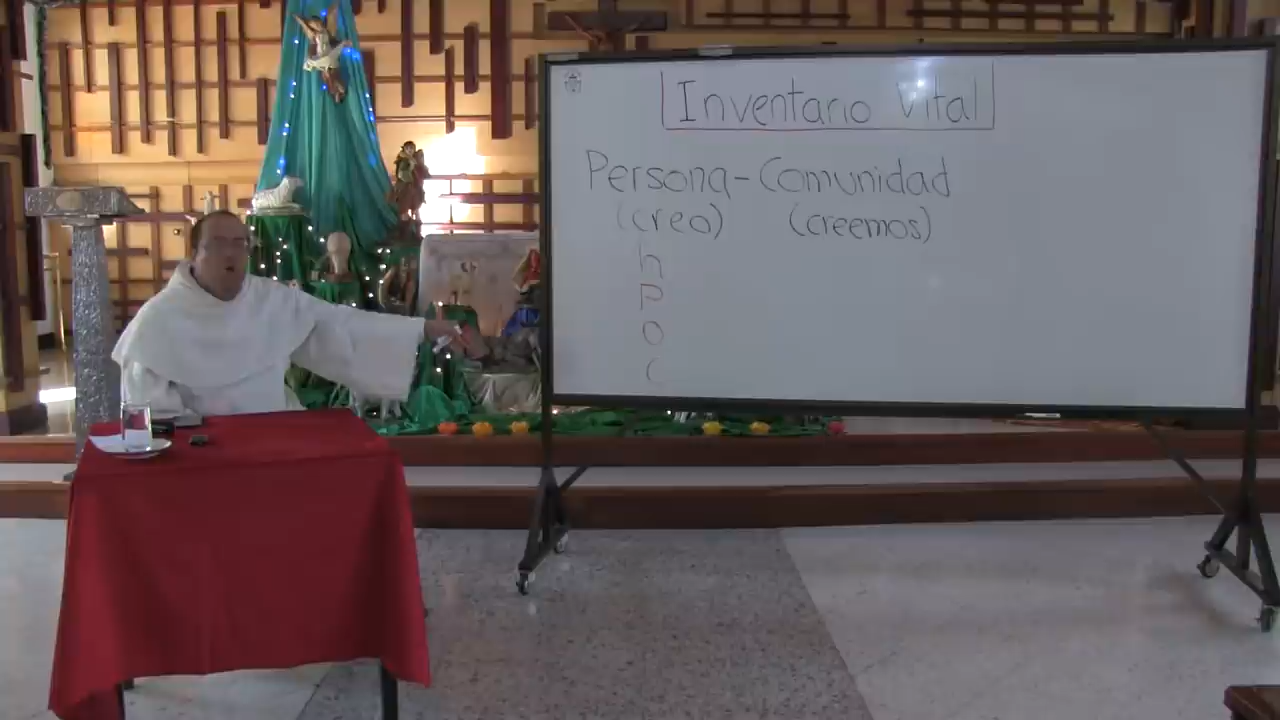 Inventario Vital
Persona - Comunidad
(creo) (creemos)
h
P
O
C